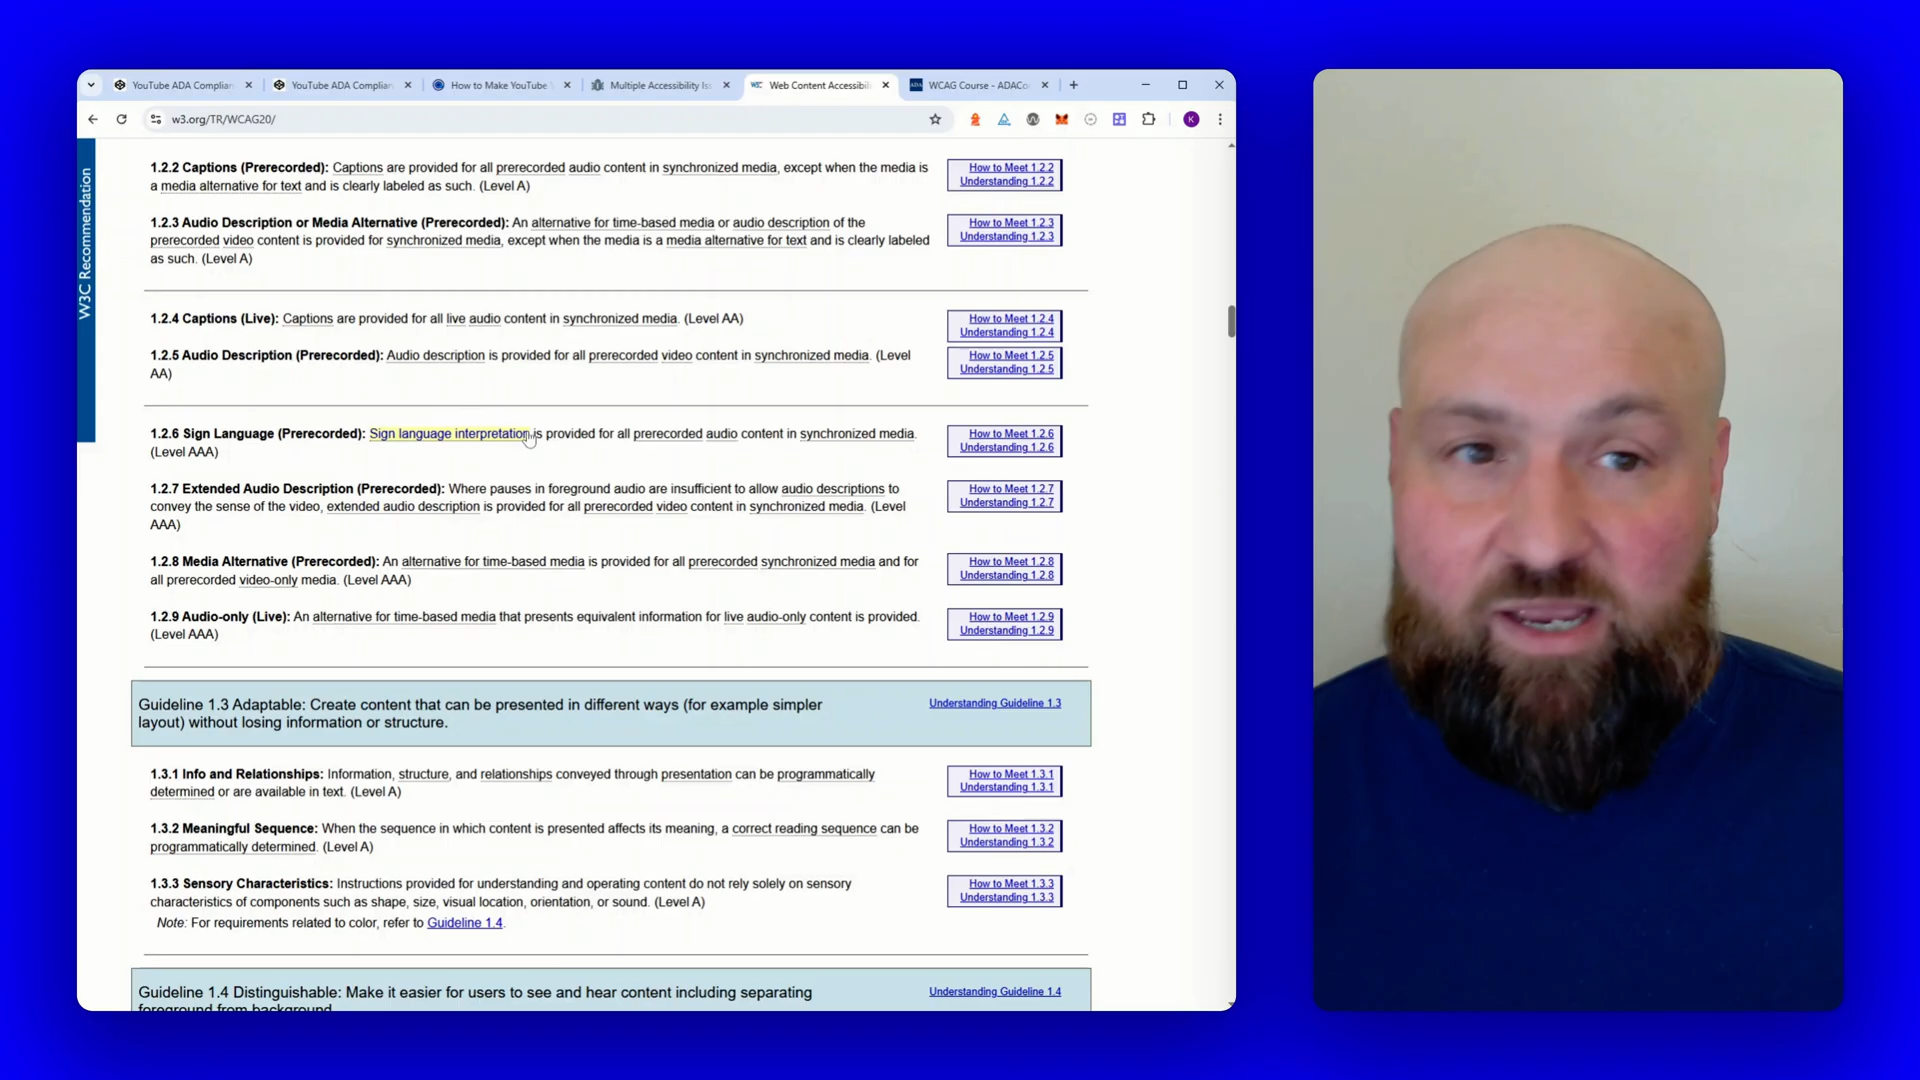 YouTube ADA Complian
YouTube ADA Complian
How to Make YouTube
Multiple Accessibility Is
W3C Web Content Accessibil
WCAG Course - ADACo
w3.org/TR/WCAG20/
K
W3C Recommendation
1.2.2 Captions (Prerecorded): Captions are provided for all prerecorded audio content in synchronized media, except when the media is
a media alternative for text and is clearly labeled as such. (Level A)
How to Meet 1.2.2
Understanding 1.2.2
1.2.3 Audio Description or Media Alternative (Prerecorded): An alternative for time-based media or audio description of the
prerecorded video content is provided for synchronized media, except when the media is a media alternative for text and is clearly labeled
as such. (Level A)
How to Meet 1.2.3
Understanding 1.2.3
1.2.4 Captions (Live): Captions are provided for all live audio content in synchronized media. (Level AA)
How to Meet 1.2.4
Understanding 1.2.4
1.2.5 Audio Description (Prerecorded): Audio description is provided for all prerecorded video content in synchronized media. (Level
AA)
How to Meet 1.2.5
Understanding 1.2.5
1.2.6 Sign Language (Prerecorded): Sign language interpretation is provided for all prerecorded audio content in synchronized media.
(Level AAA)
How to Meet 1.2.6
Understanding 1.2.6
1.2.7 Extended Audio Description (Prerecorded): Where pauses in foreground audio are insufficient to allow audio descriptions to
convey the sense of the video, extended audio description is provided for all prerecorded video content in synchronized media. (Level
AAA)
How to Meet 1.2.7
Understanding 1.2.7
1.2.8 Media Alternative (Prerecorded): An alternative for time-based media is provided for all prerecorded synchronized media and for
all prerecorded video-only media. (Level AAA)
How to Meet 1.2.8
Understanding 1.2.8
1.2.9 Audio-only (Live): An alternative for time-based media that presents equivalent information for live audio-only content is provided.
(Level AAA)
How to Meet 1.2.9
Understanding 1.2.9
Guideline 1.3 Adaptable: Create content that can be presented in different ways (for example simpler
layout) without losing information or structure.
Understanding Guideline 1.3
1.3.1 Info and Relationships: Information, structure, and relationships conveyed through presentation can be programmatically
determined or are available in text. (Level A)
How to Meet 1.3.1
Understanding 1.3.1
1.3.2 Meaningful Sequence: When the sequence in which content is presented affects its meaning, a correct reading sequence can be
programmatically determined. (Level A)
How to Meet 1.3.2
Understanding 1.3.2
1.3.3 Sensory Characteristics: Instructions provided for understanding and operating content do not rely solely on sensory
characteristics of components such as shape, size, visual location, orientation, or sound. (Level A)
Note: For requirements related to color, refer to Guideline 1.4.
How to Meet 1.3.3
Understanding 1.3.3
Guideline 1.4 Distinguishable: Make it easier for users to see and hear content including separating
foreground from background.
Understanding Guideline 1.4